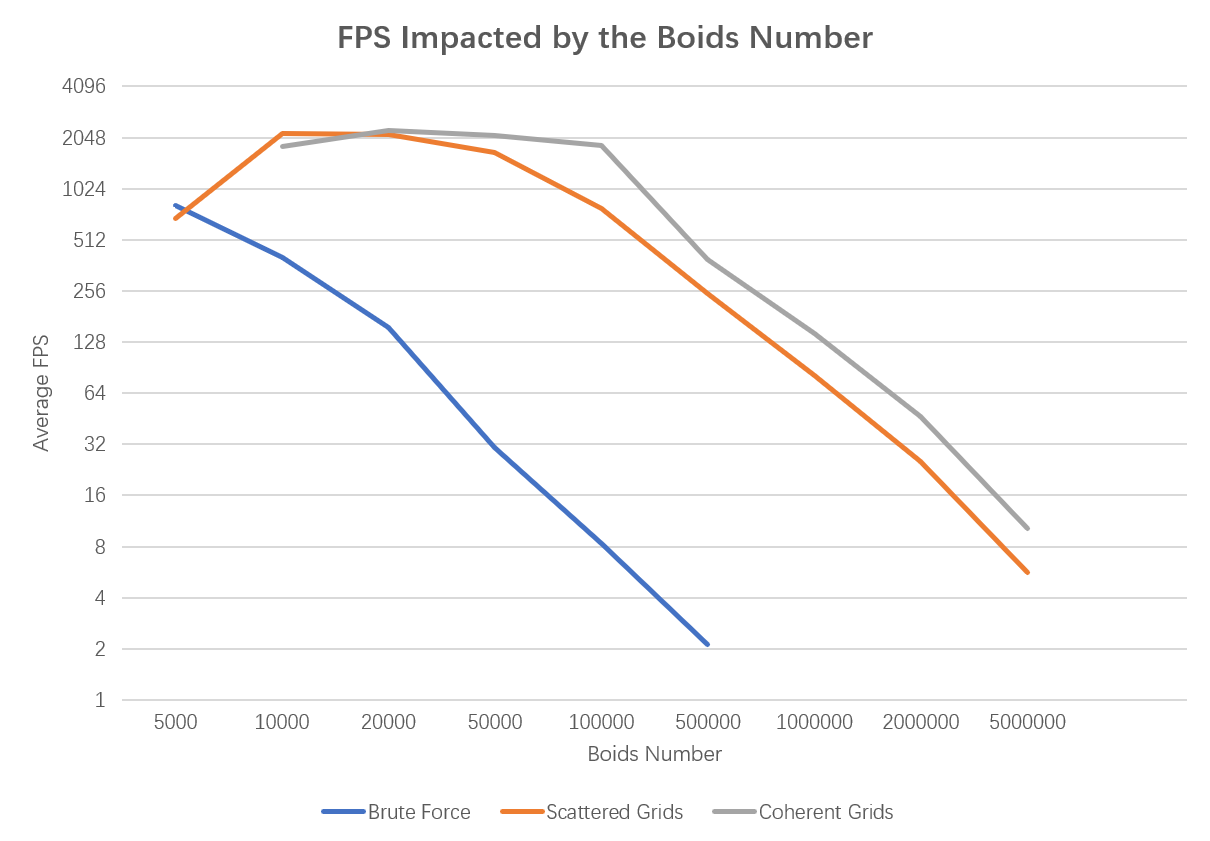 FPS Impacted by the Boids Number
4096
2048
1024
512
256
128
64
32
16
8
4
2
1
Average FPS
5000 10000 20000 50000 100000 500000 1000000 2000000 5000000
Boids Number
Brute Force Scattered Grids Coherent Grids